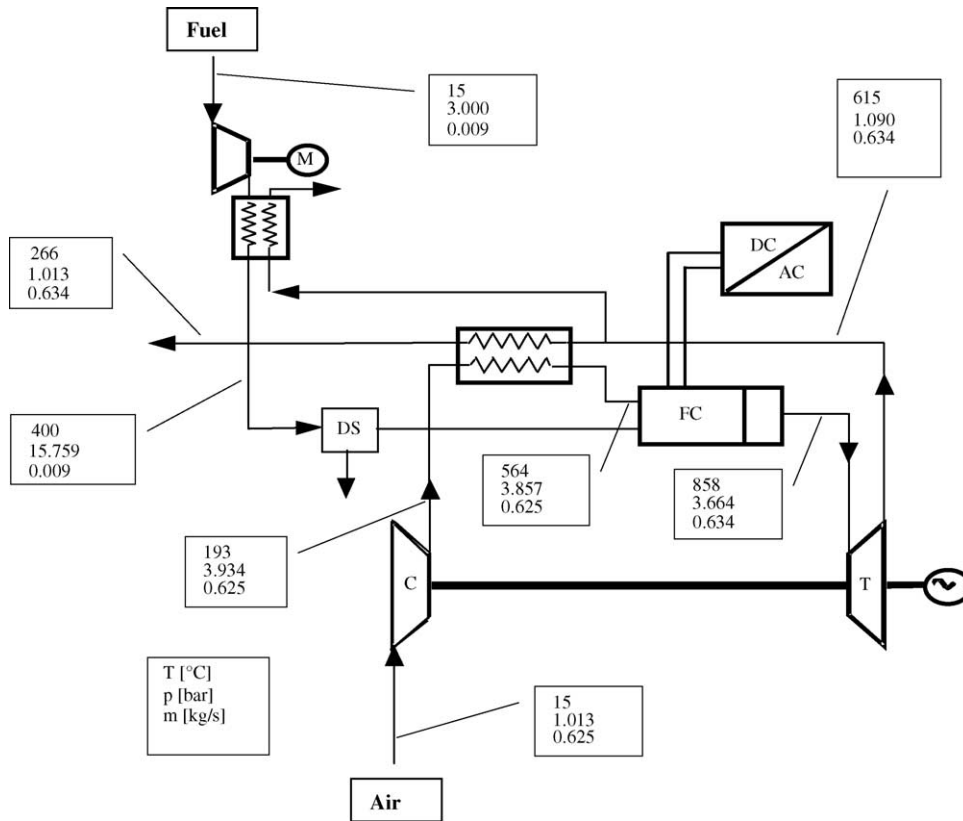 Fuel
15
3.000
0.009
615
1.090
0.634
M
DC
AC
266
1.013
0.634
FC
DS
400
15.759
0.009
564
3.857
0.625
858
3.664
0.634
193
3.934
0.625
C
T
T [°C]
p [bar]
m [kg/s]
15
1.013
0.625
Air